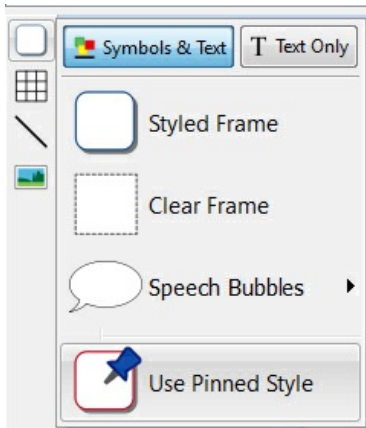 Symbols & Text
T Text Only
Styled Frame
Clear Frame
Speech Bubbles
Use Pinned Style